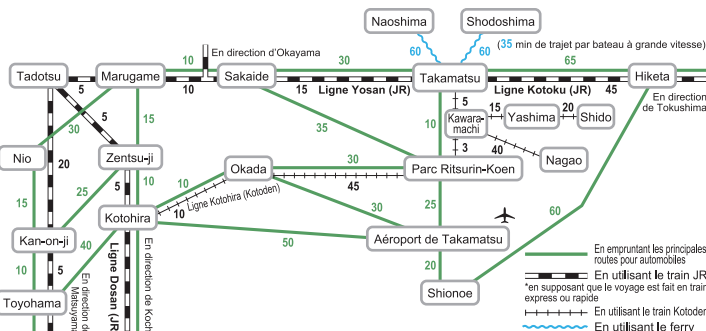 Naoshima
Shodoshima
60
60
(35 min de trajet par bateau à grande vitesse)
10
En direction d'Okayama
30
65
Tadotsu
Marugame
Sakaide
Takamatsu
Hiketa
5
10
15
Ligne Yosan (JR)
Ligne Kotoku (JR)
45
En direction
de Tokushima
5
5
15
20
Kawara-
machi
Yashima
Shido
30
15
35
10
3
40
Nio
20
Zentsu-ji
Okada
30
Parc Ritsurin-Koen
Nagao
25
5
10
10
45
10
Ligne Kotohira (Kotoden)
15
Kotohira
30
25
60
Kan-on-ji
40
50
Aéroport de Takamatsu
10
5
20
Toyohama
Shionoe
En direction de
Matsuyama
Ligne Dosan (JR)
En direction de Koch
En empruntant les principales
routes pour automobiles
En utilisant le train JR
*en supposant que le voyage est fait en train
express ou rapide
En utilisant le train Kotoden
En utilisant le ferry